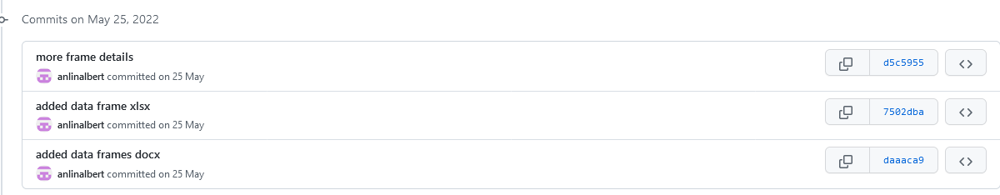 Commits on May 25, 2022
more frame details
anlinalbert committed on 25 May
d5c5955
added data frame xlsx
anlinalbert committed on 25 May
7502dba
added data frames docx
anlinalbert committed on 25 May
daaaca9